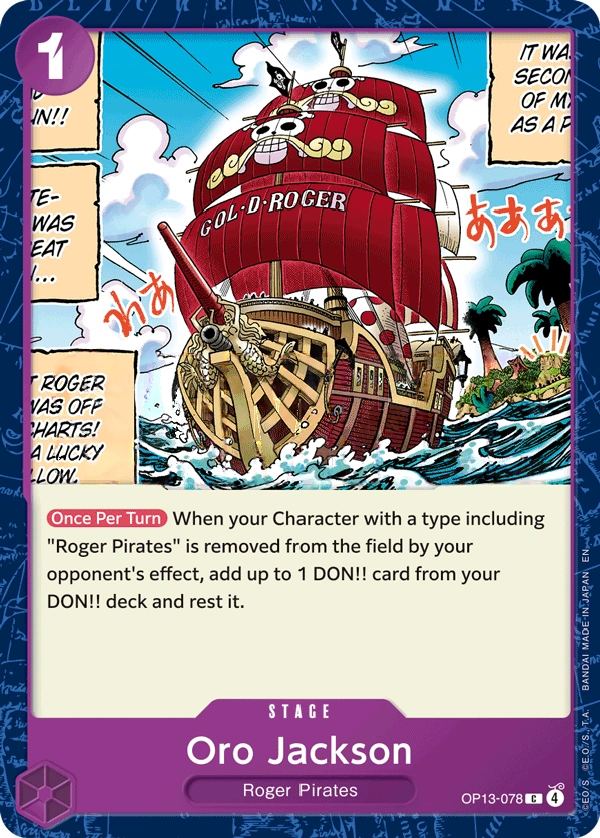 1
IN!!
IT WA
SECON
OF MY
AS A P
TE-
WAS
EAT
...
GOL·D·ROGER
あああ
わあ
T ROGER
WAS OFF
CHARTS!
A LUCKY
LLOW.
Once Per Turn When your Character with a type including
"Roger Pirates" is removed from the field by your
opponent's effect, add up to 1 DON!! card from your
DON!! deck and rest it.
STAGE
Oro Jackson
Roger Pirates
OP13-078 C 4
©E.O/S. ©E.O./S.,T.A. BANDAI MADE IN JAPAN EN